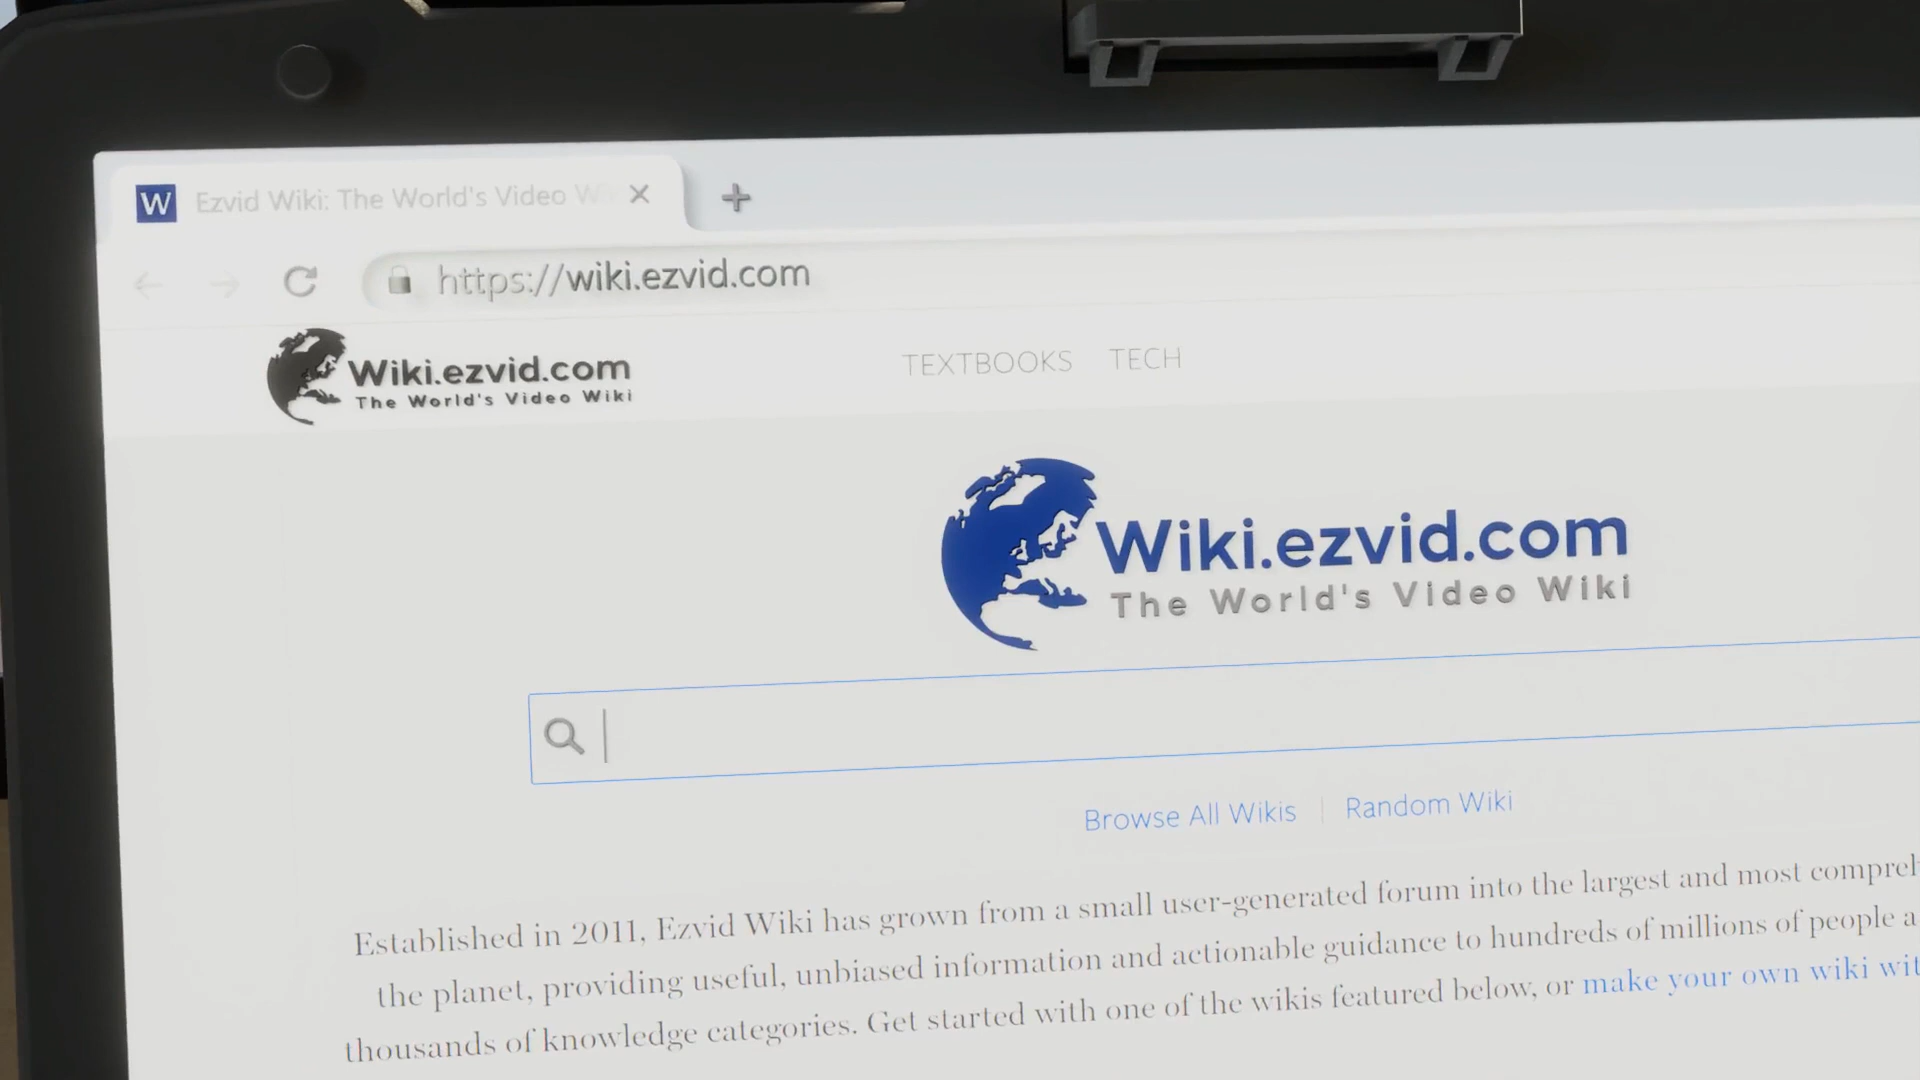 W Ezvid Wiki: The World's Video
https://wiki.ezvid.com
Wiki.ezvid.com
The World's Video Wiki
TEXTBOOKS TECH
Wiki.ezvid.com
The World's Video Wiki
Browse All Wikis | Random Wiki
Established in 2011, Ezvid Wiki has grown from a small user-generated forum into the largest and most
the planet, providing useful, unbiased information and actionable guidance to hundreds of millions of people
thousands of knowledge categories. Get started with one of the wikis featured below, or make your own wiki